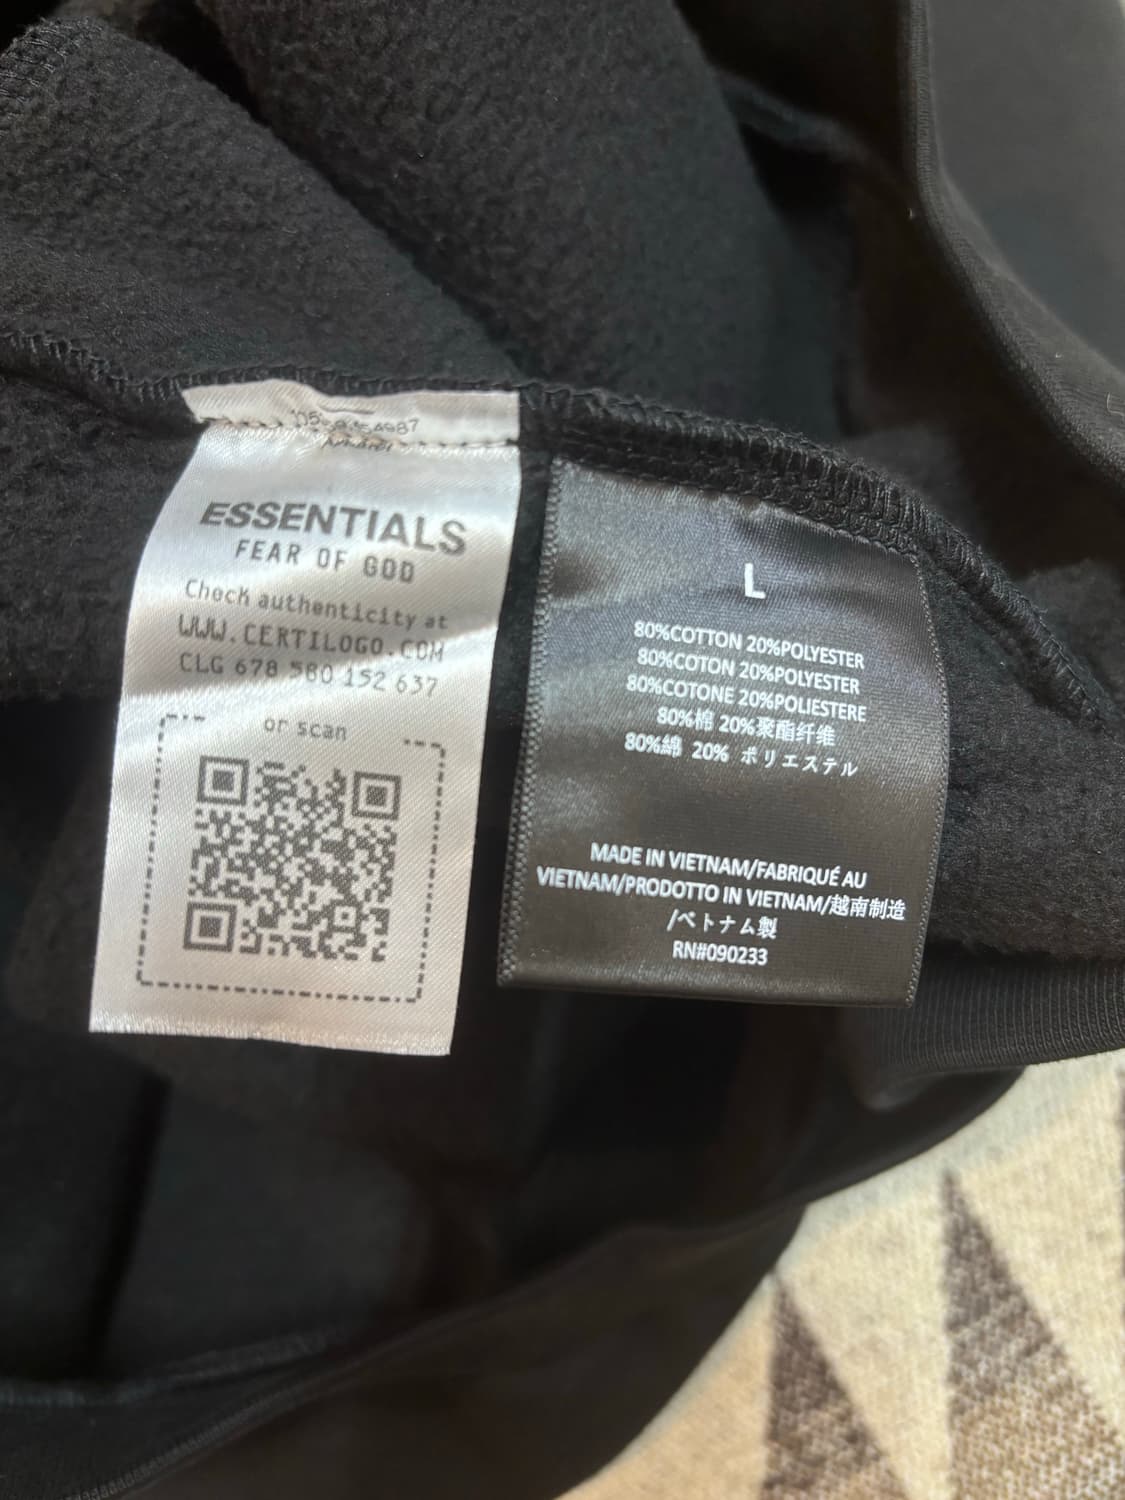 ESSENTIALS
FEAR OF GOD
Check authenticity at
WWW.CERTILOGO.COM
CLG 678 580 152 637
or scan
L
80%COTTON 20%POLYESTER
80%COTON 20%POLYESTER
80%COTONE 20%POLIESTERE
80%棉 20%聚酯纤维
80%綿 20% ポリエステル
MADE IN VIETNAM/FABRIQUÉ AU
VIETNAM/PRODOTTO IN VIETNAM/越南制造
/ベトナム製
RN#090233